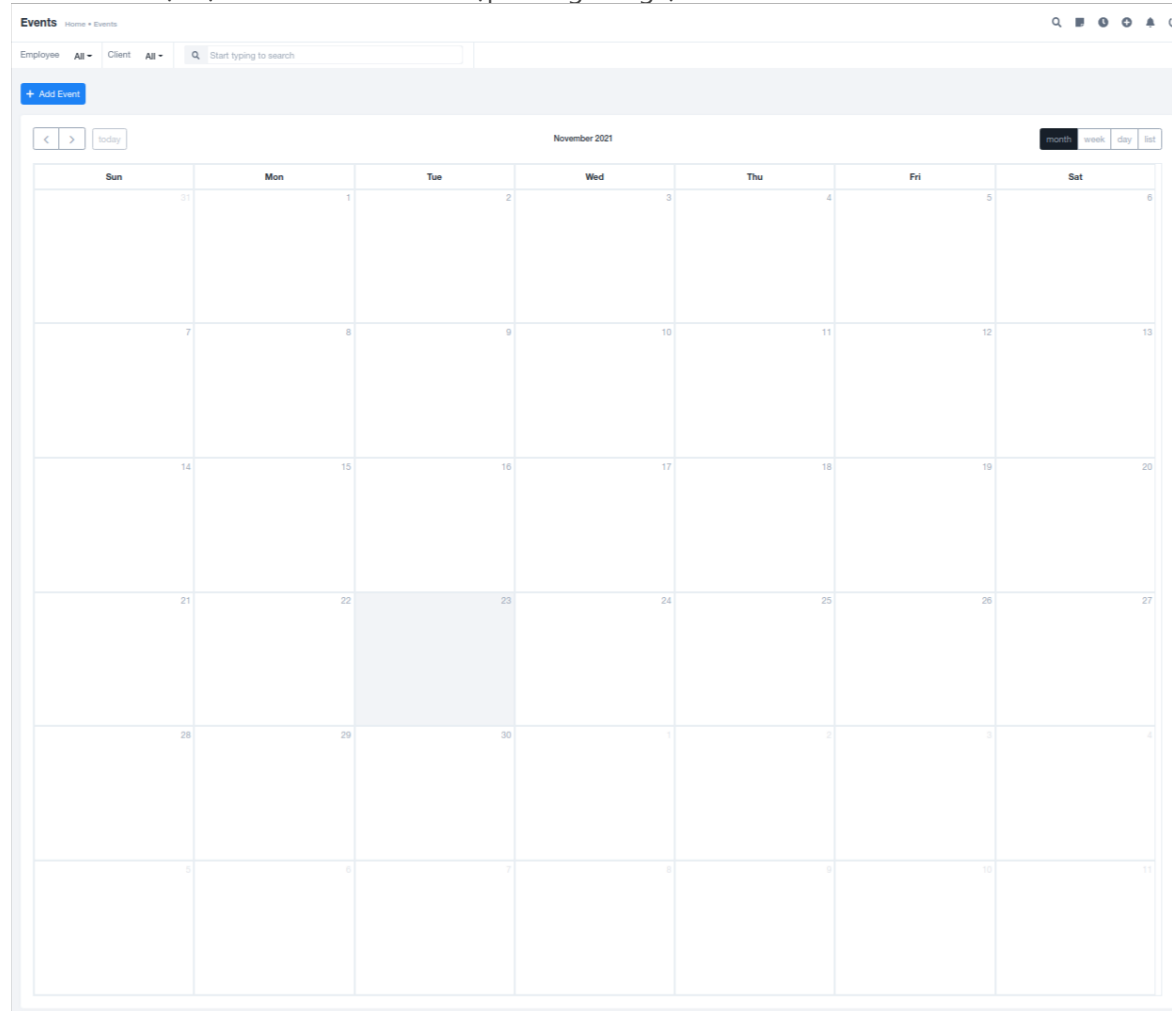 Events Home • Events
Employee All Client All Start typing to search
+ Add Event
< > today November 2021 month week day list
Sun Mon Tue Wed Thu Fri Sat
31 1 2 3 4 5 6
7 8 9 10 11 12 13
14 15 16 17 18 19 20
21 22 23 24 25 26 27
28 29 30 1 2 3 4
5 6 7 8 9 10 11